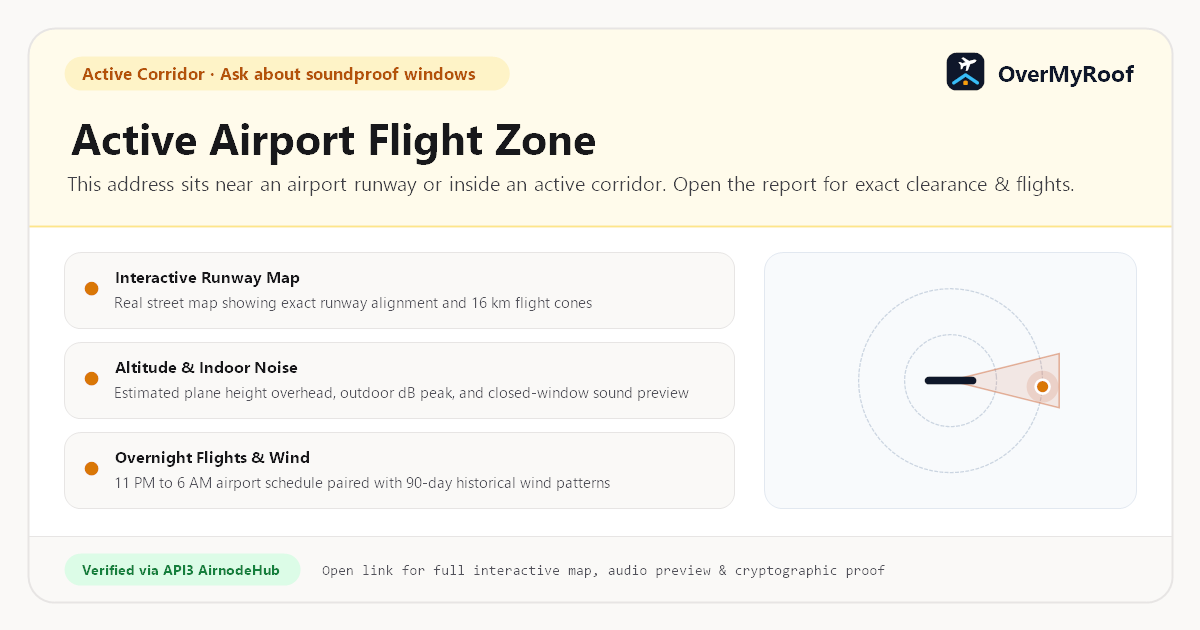 Active Corridor · Ask about soundproof windows
OverMyRoof
Active Airport Flight Zone
This address sits near an airport runway or inside an active corridor. Open the report for exact clearance & flights.
Interactive Runway Map
Real street map showing exact runway alignment and 16 km flight cones
Altitude & Indoor Noise
Estimated plane height overhead, outdoor dB peak, and closed-window sound preview
Overnight Flights & Wind
11 PM to 6 AM airport schedule paired with 90-day historical wind patterns
Verified via API3 AirnodeHub
Open link for full interactive map, audio preview & cryptographic proof